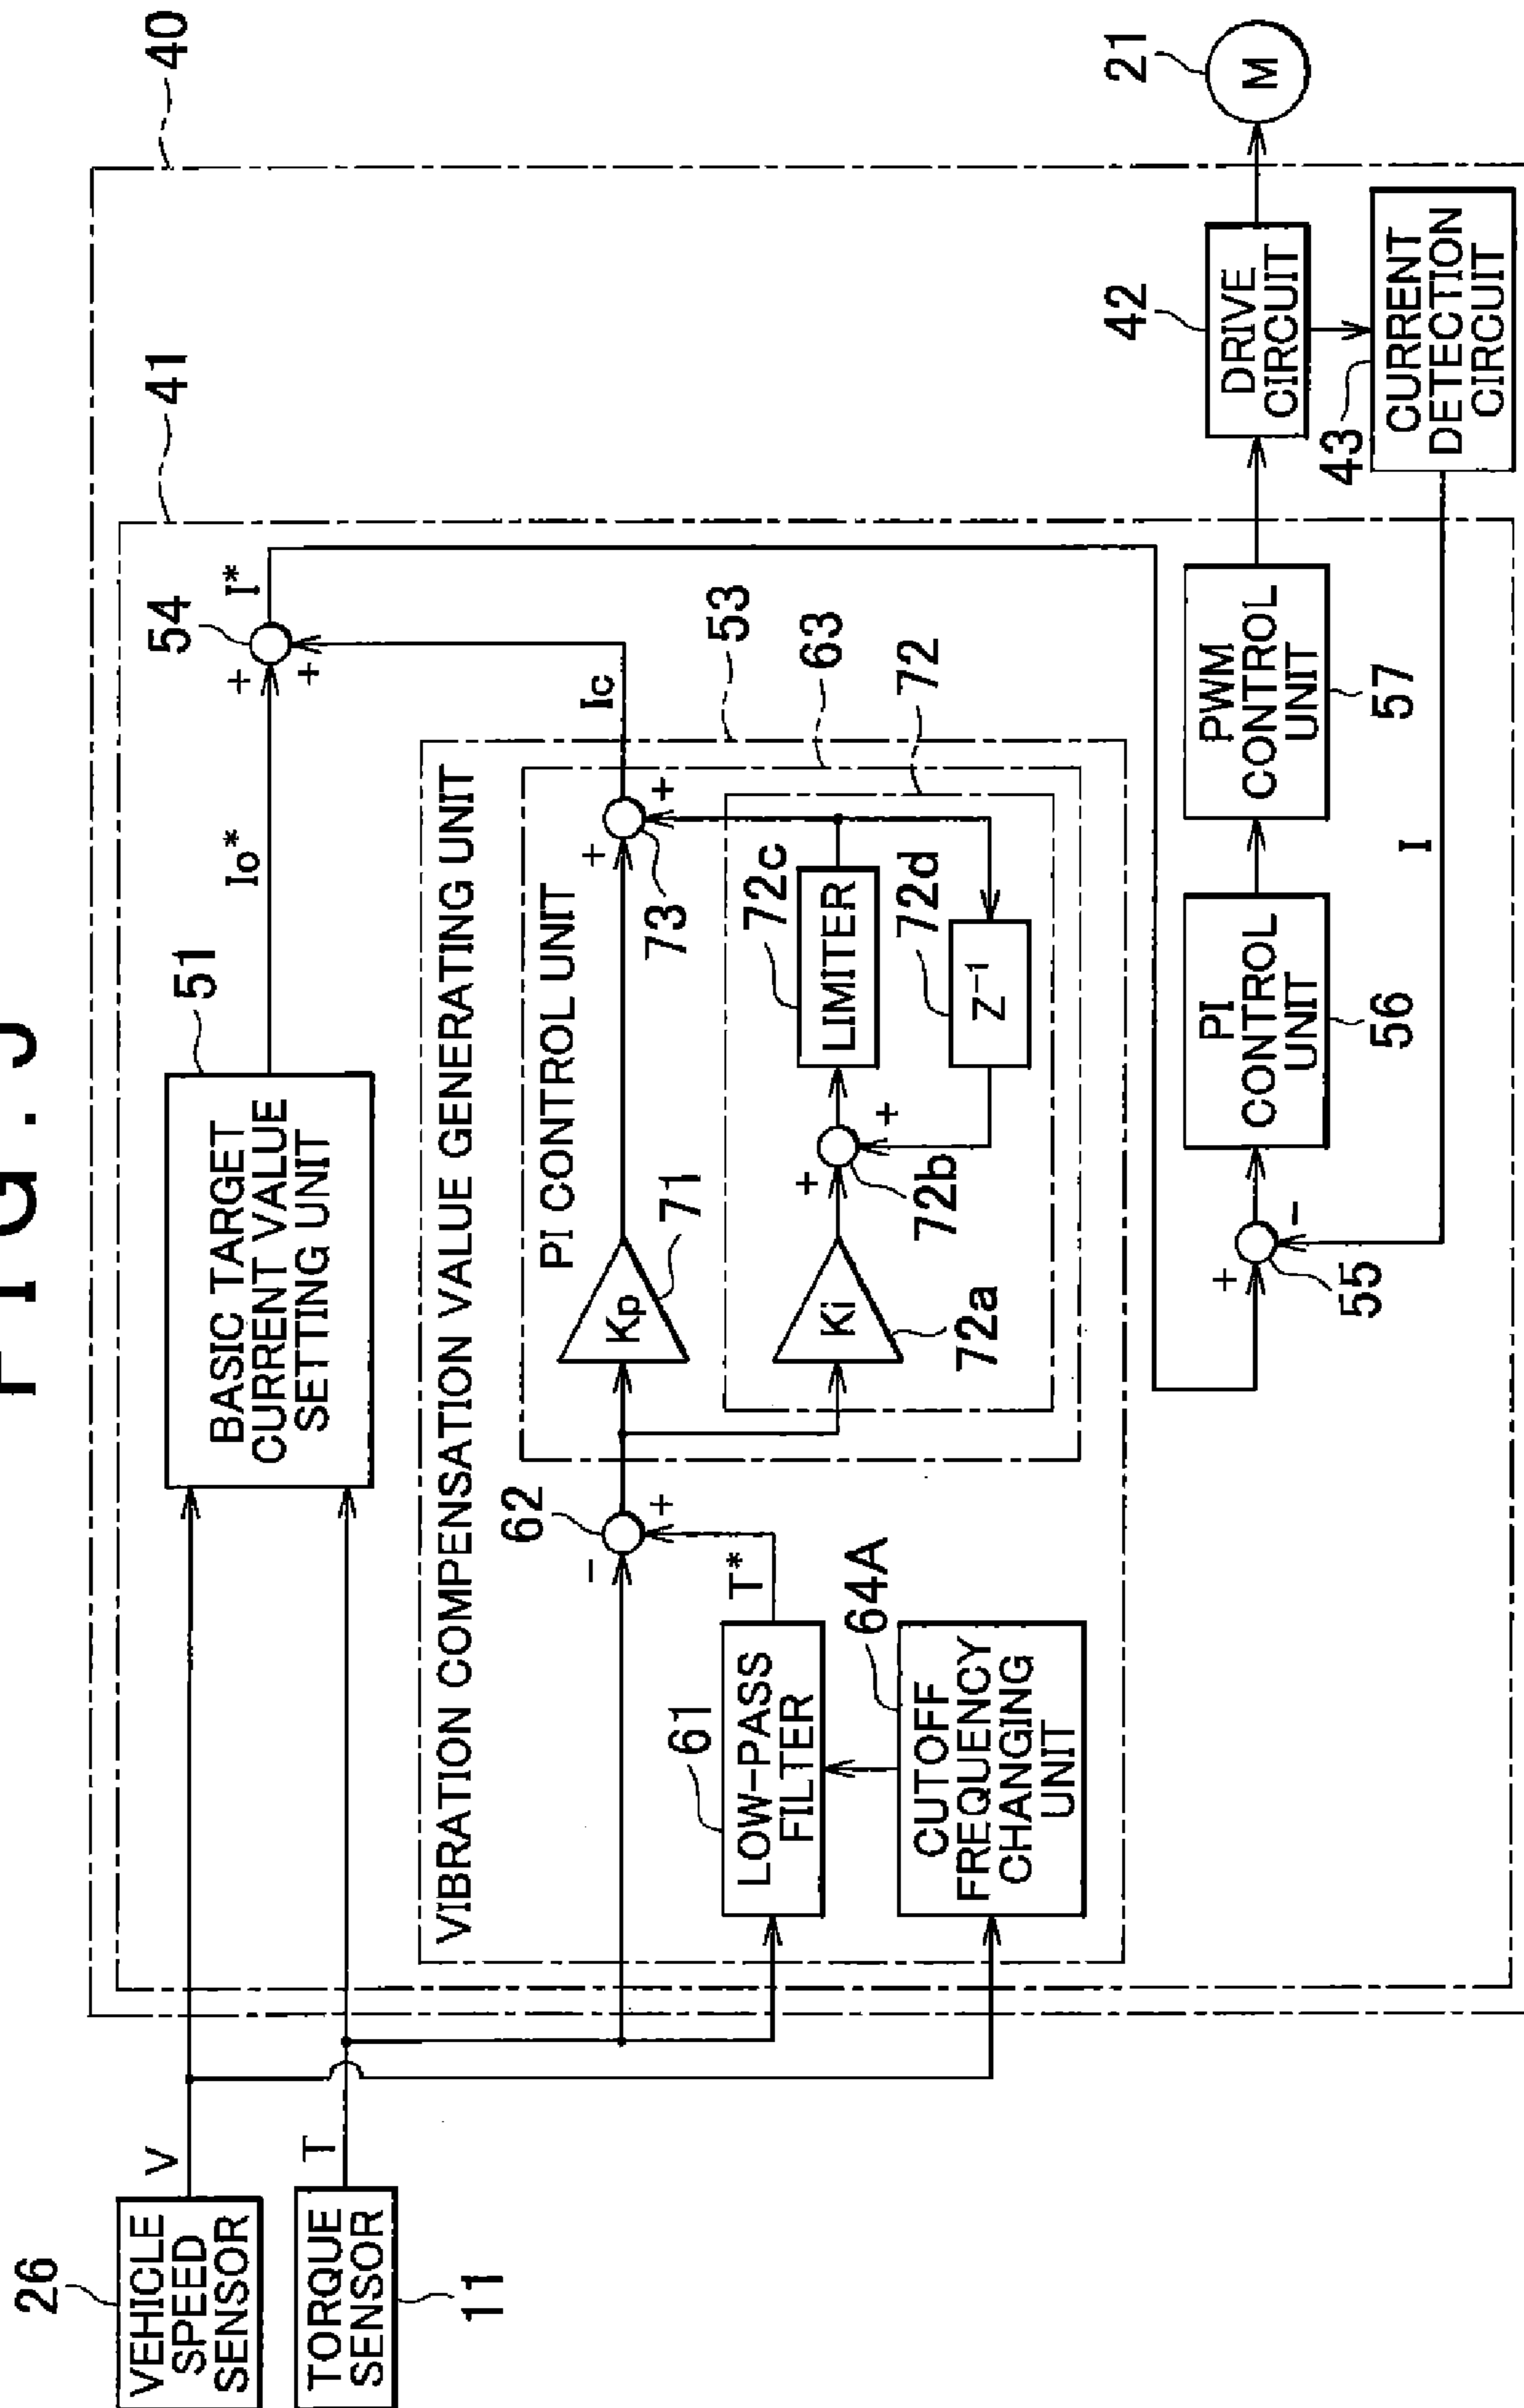 FIG. 5
40
41
26
VEHICLE
SPEED
SENSOR
V
TORQUE
SENSOR
11
T
51
BASIC TARGET
CURRENT VALUE
SETTING UNIT
Io*
54
+
+
I*
VIBRATION COMPENSATION VALUE GENERATING UNIT
53
62
-
+
T*
61
LOW-PASS
FILTER
64A
CUTOFF
FREQUENCY
CHANGING
UNIT
PI CONTROL UNIT
63
Kp
71
72
Ki
72a
+
+
72b
72c
LIMITER
72d
Z-1
+
+
73
Ic
+
-
55
PI
CONTROL
UNIT
56
PWM
CONTROL
UNIT
57
I
42
DRIVE
CIRCUIT
43
CURRENT
DETECTION
CIRCUIT
21
M